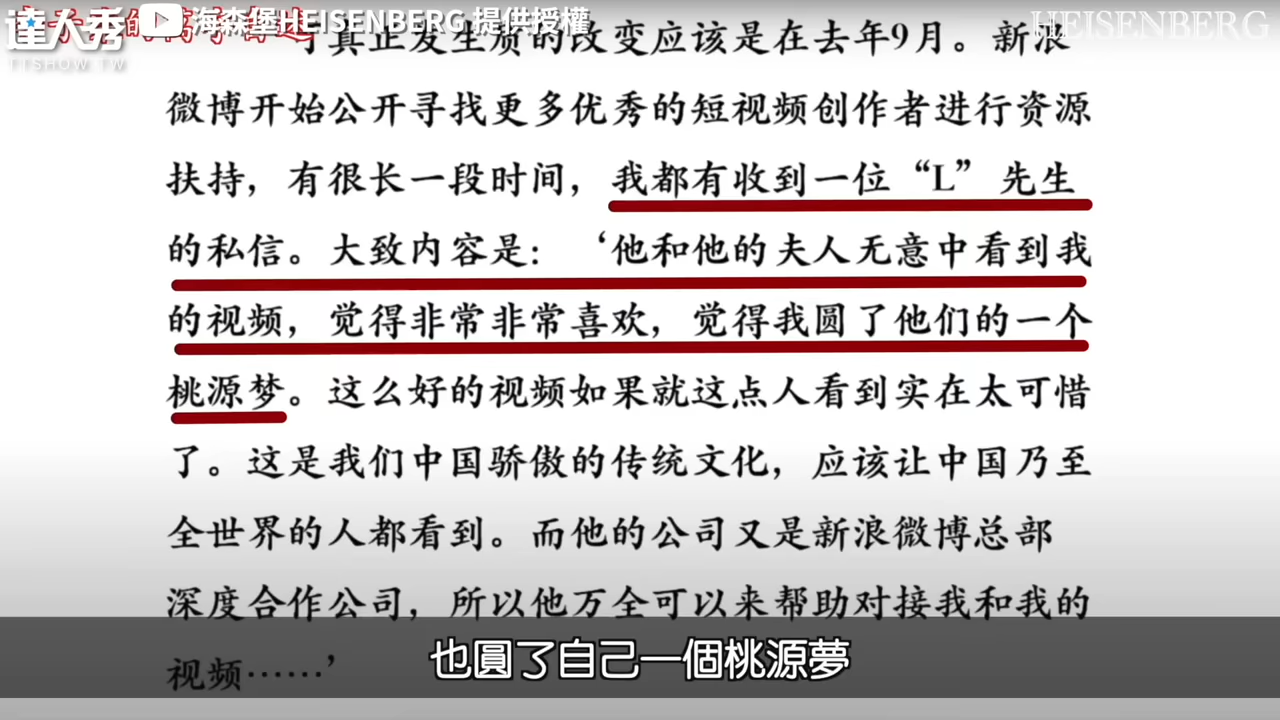 達人秀
TTSHOW.TW
海森堡HEISENBERG 提供授權
HEISENBERG
真正发生质的改变应该是在去年9月。新浪
微博开始公开寻找更多优秀的短视频创作者进行资源
扶持，有很长一段时间，我都有收到一位“L”先生
的私信。大致内容是：‘他和他的夫人无意中看到我
的视频，觉得非常非常喜欢，觉得我圆了他们的一个
桃源梦。这么好的视频如果就这点人看到实在太可惜
了。这是我们中国骄傲的传统文化，应该让中国乃至
全世界的人都看到。而他的公司又是新浪微博总部
深度合作公司，所以他万全可以来帮助对接我和我的
视频……’
也圓了自己一個桃源夢